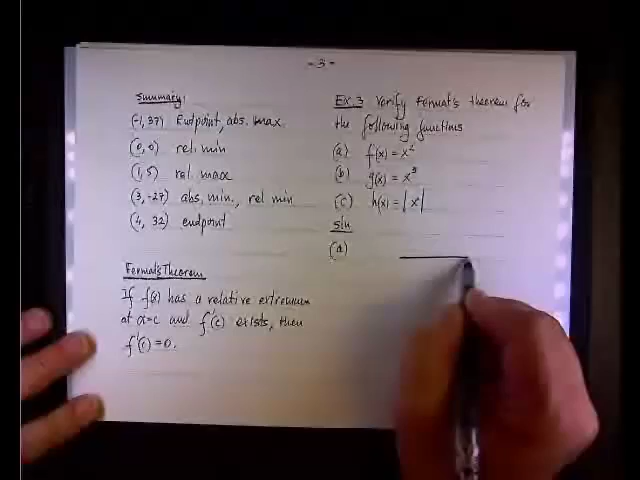 - 3 -
Summary:
(-1, 37) Endpoint, abs. max
(0, 0) rel. min
(1, 5) rel. max
(3, -27) abs. min., rel min
(4, 32) endpoint
Fermat's Theorem
If f(x) has a relative extremum
at x=c and f'(c) exists, then
f'(c) = 0.
Ex. 3 Verify Fermat's theorem for
the following functions
(a) f(x) = x²
(b) g(x) = x³
(c) h(x) = |x|
soln
(a)